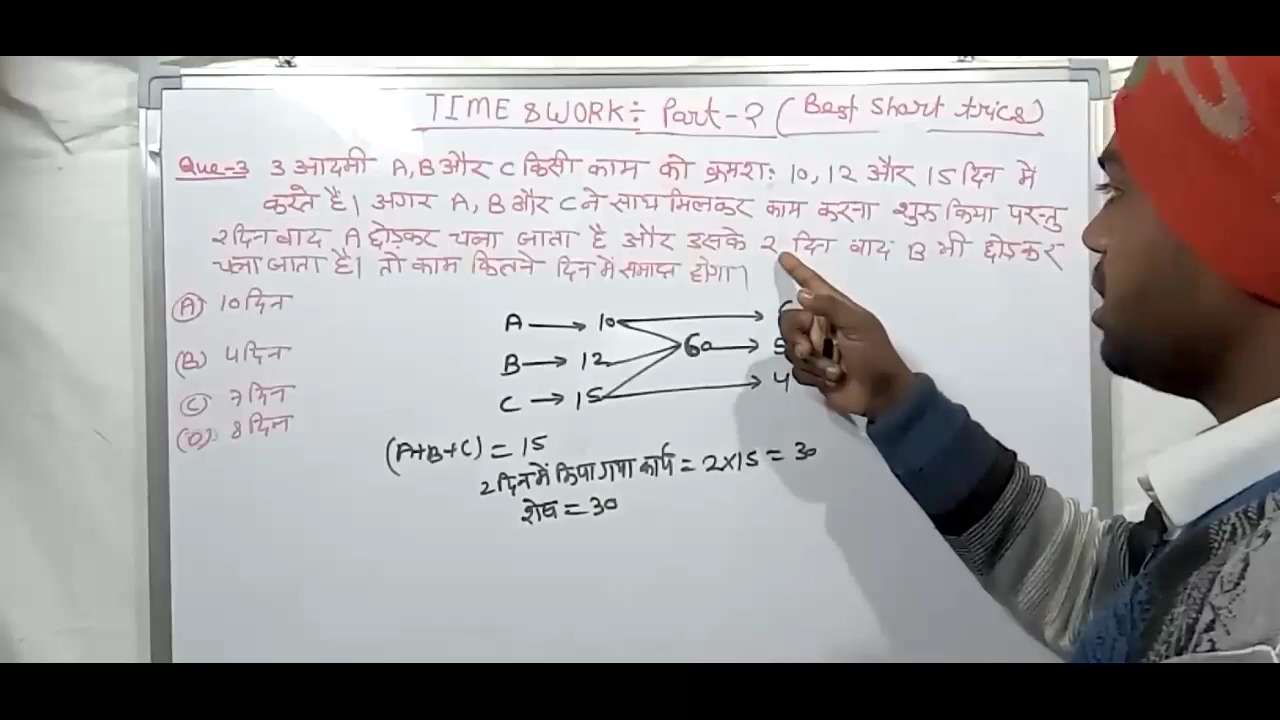 TIME & WORK:- Part-2 (Best Short trics)
Que-3 3 आदमी A, B और C किसी काम को क्रमशः 10, 12 और 15 दिन में
करते हैं। अगर A, B और C ने साथ मिलकर काम करना शुरू किया परन्तु
2 दिन बाद A छोड़कर चला जाता है और उसके 2 दिन बाद B भी छोड़कर
चला जाता है। तो काम कितने दिन में समाप्त होगा।
(A) 10 दिन
(B) 4 दिन
(C) 7 दिन
(D) 8 दिन
A → 10
B → 12 60 → 5
C → 15 → 4
(A+B+C) = 15
2 दिन में किया गया कार्य = 2×15 = 30
शेष = 30